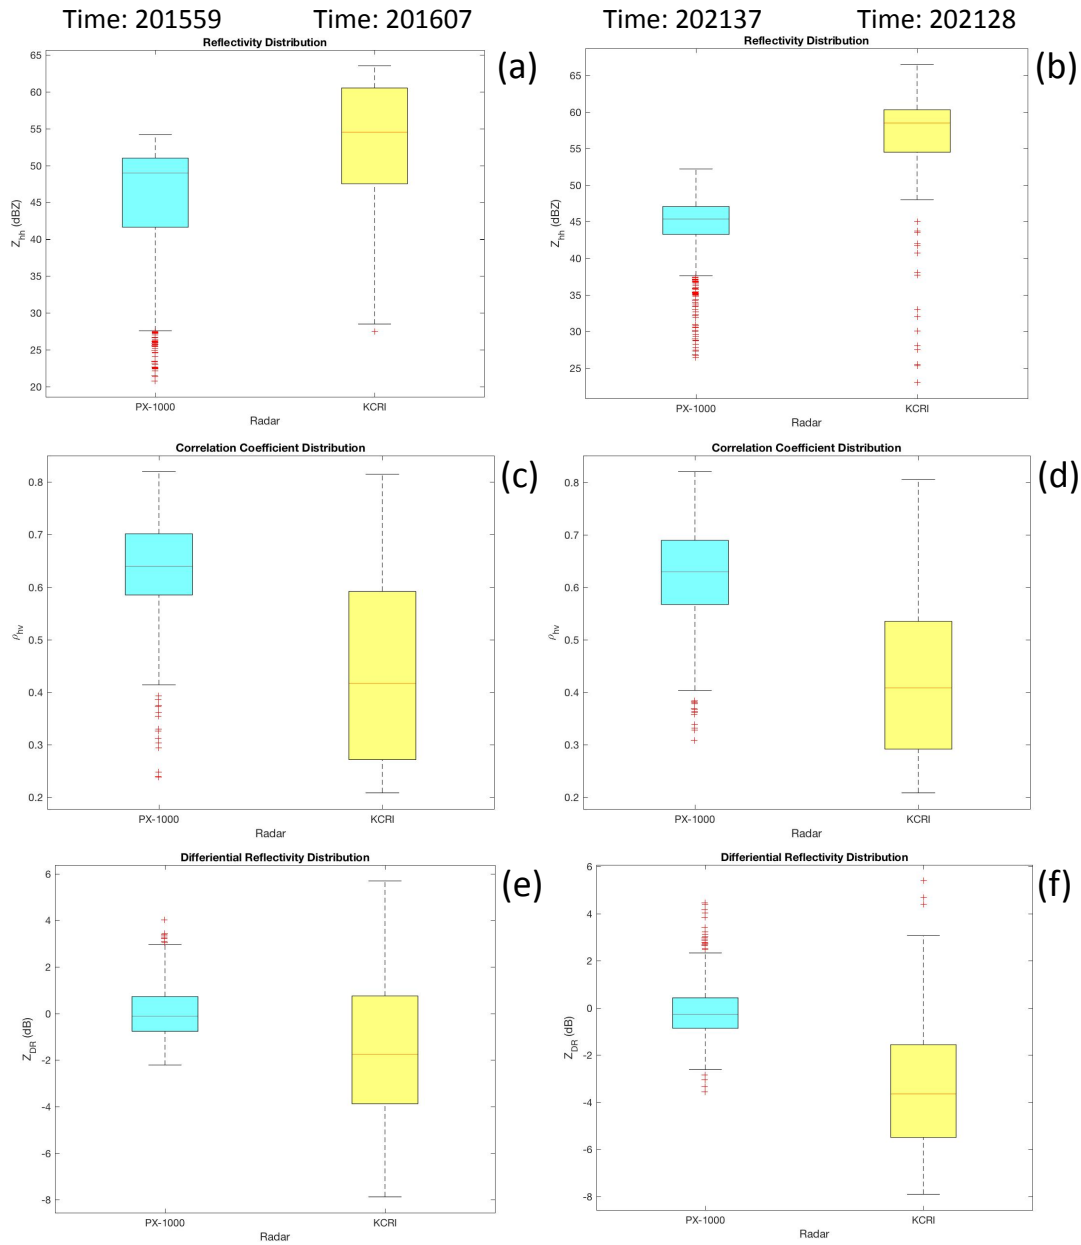 Time: 201559 Time: 201607 Time: 202137 Time: 202128
Reflectivity Distribution
(a)
65
60
55
50
45
40
35
30
25
20
Z_hh (dBZ)
PX-1000 KCRI
Radar
Reflectivity Distribution
(b)
65
60
55
50
45
40
35
30
25
Z_hh (dBZ)
PX-1000 KCRI
Radar
Correlation Coefficient Distribution
(c)
0.8
0.7
0.6
0.5
0.4
0.3
0.2
ρ_hv
PX-1000 KCRI
Radar
Correlation Coefficient Distribution
(d)
0.8
0.7
0.6
0.5
0.4
0.3
0.2
ρ_hv
PX-1000 KCRI
Radar
Differiential Reflectivity Distribution
(e)
6
4
2
0
-2
-4
-6
-8
Z_DR (dB)
PX-1000 KCRI
Radar
Differiential Reflectivity Distribution
(f)
6
4
2
0
-2
-4
-6
-8
Z_DR (dB)
PX-1000 KCRI
Radar